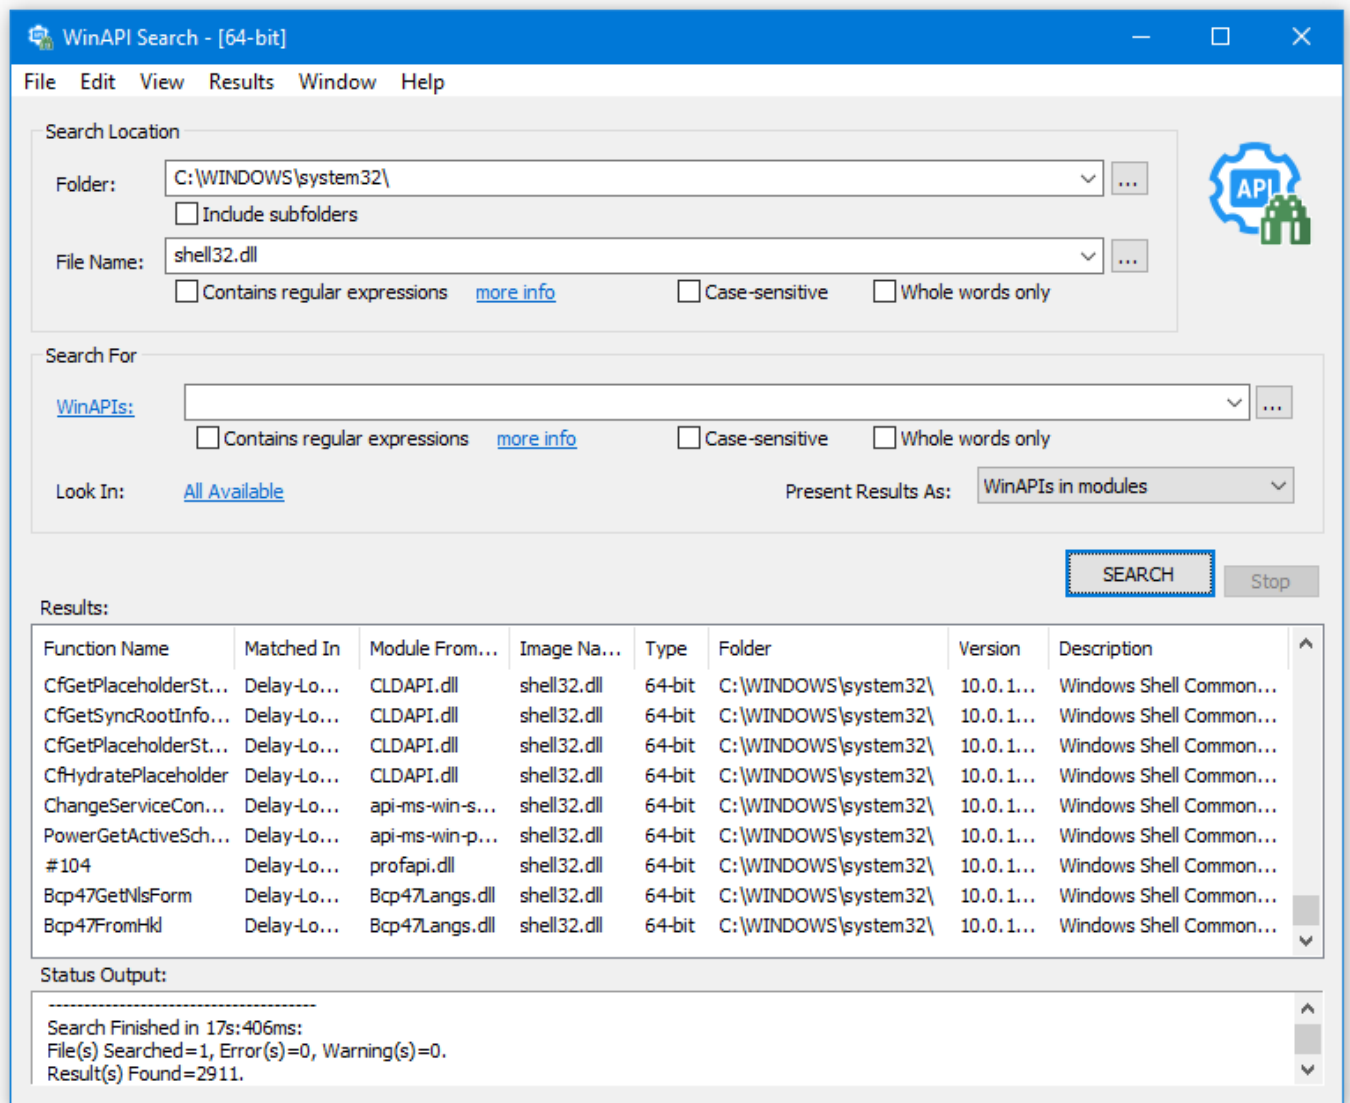 WinAPI Search - [64-bit]
File Edit View Results Window Help
Search Location
API
Folder: C:\WINDOWS\system32\ ...
Include subfolders
File Name: shell32.dll ...
Contains regular expressions more info Case-sensitive Whole words only
Search For
WinAPIs: ...
Contains regular expressions more info Case-sensitive Whole words only
Look In: All Available Present Results As: WinAPIs in modules
SEARCH Stop
Results:
Function Name Matched In Module From... Image Na... Type Folder Version Description
CfGetPlaceholderSt... Delay-Lo... CLDAPI.dll shell32.dll 64-bit C:\WINDOWS\system32\ 10.0.1... Windows Shell Common...
CfGetSyncRootInfo... Delay-Lo... CLDAPI.dll shell32.dll 64-bit C:\WINDOWS\system32\ 10.0.1... Windows Shell Common...
CfGetPlaceholderSt... Delay-Lo... CLDAPI.dll shell32.dll 64-bit C:\WINDOWS\system32\ 10.0.1... Windows Shell Common...
CfHydratePlaceholder Delay-Lo... CLDAPI.dll shell32.dll 64-bit C:\WINDOWS\system32\ 10.0.1... Windows Shell Common...
ChangeServiceCon... Delay-Lo... api-ms-win-s... shell32.dll 64-bit C:\WINDOWS\system32\ 10.0.1... Windows Shell Common...
PowerGetActiveSch... Delay-Lo... api-ms-win-p... shell32.dll 64-bit C:\WINDOWS\system32\ 10.0.1... Windows Shell Common...
#104 Delay-Lo... profapi.dll shell32.dll 64-bit C:\WINDOWS\system32\ 10.0.1... Windows Shell Common...
Bcp47GetNlsForm Delay-Lo... Bcp47Langs.dll shell32.dll 64-bit C:\WINDOWS\system32\ 10.0.1... Windows Shell Common...
Bcp47FromHkl Delay-Lo... Bcp47Langs.dll shell32.dll 64-bit C:\WINDOWS\system32\ 10.0.1... Windows Shell Common...
Status Output:
--------------------------------------
Search Finished in 17s:406ms:
File(s) Searched=1, Error(s)=0, Warning(s)=0.
Result(s) Found=2911.